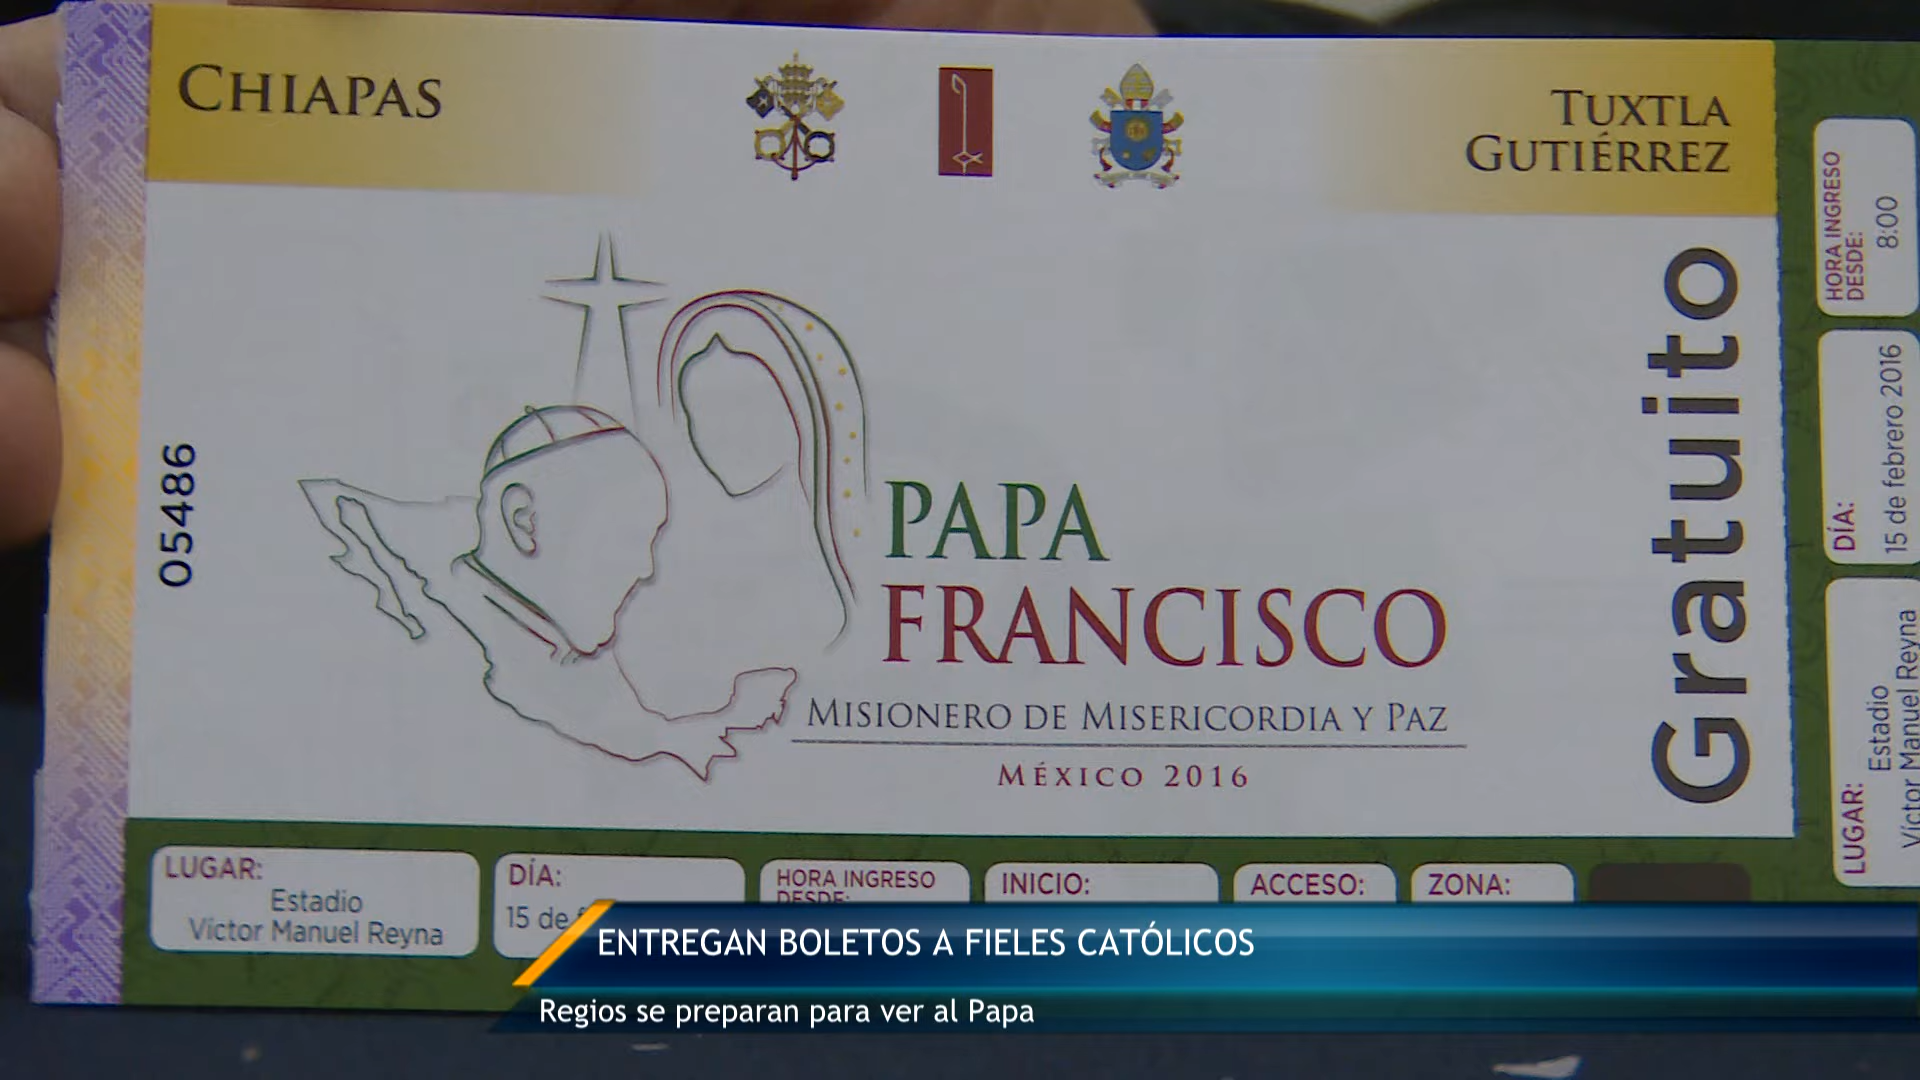 CHIAPAS
TUXTLA
GUTIÉRREZ
05486
PAPA
FRANCISCO
MISIONERO DE MISERICORDIA Y PAZ
MÉXICO 2016
Gratuito
HORA INGRESO
DESDE:
8:00
DÍA:
15 de febrero 2016
LUGAR:
Estadio
Víctor Manuel Reyna
LUGAR:
Estadio
Víctor Manuel Reyna
DÍA:
15 de
HORA INGRESO
DESDE:
INICIO:
ACCESO:
ZONA:
ENTREGAN BOLETOS A FIELES CATÓLICOS
Regios se preparan para ver al Papa